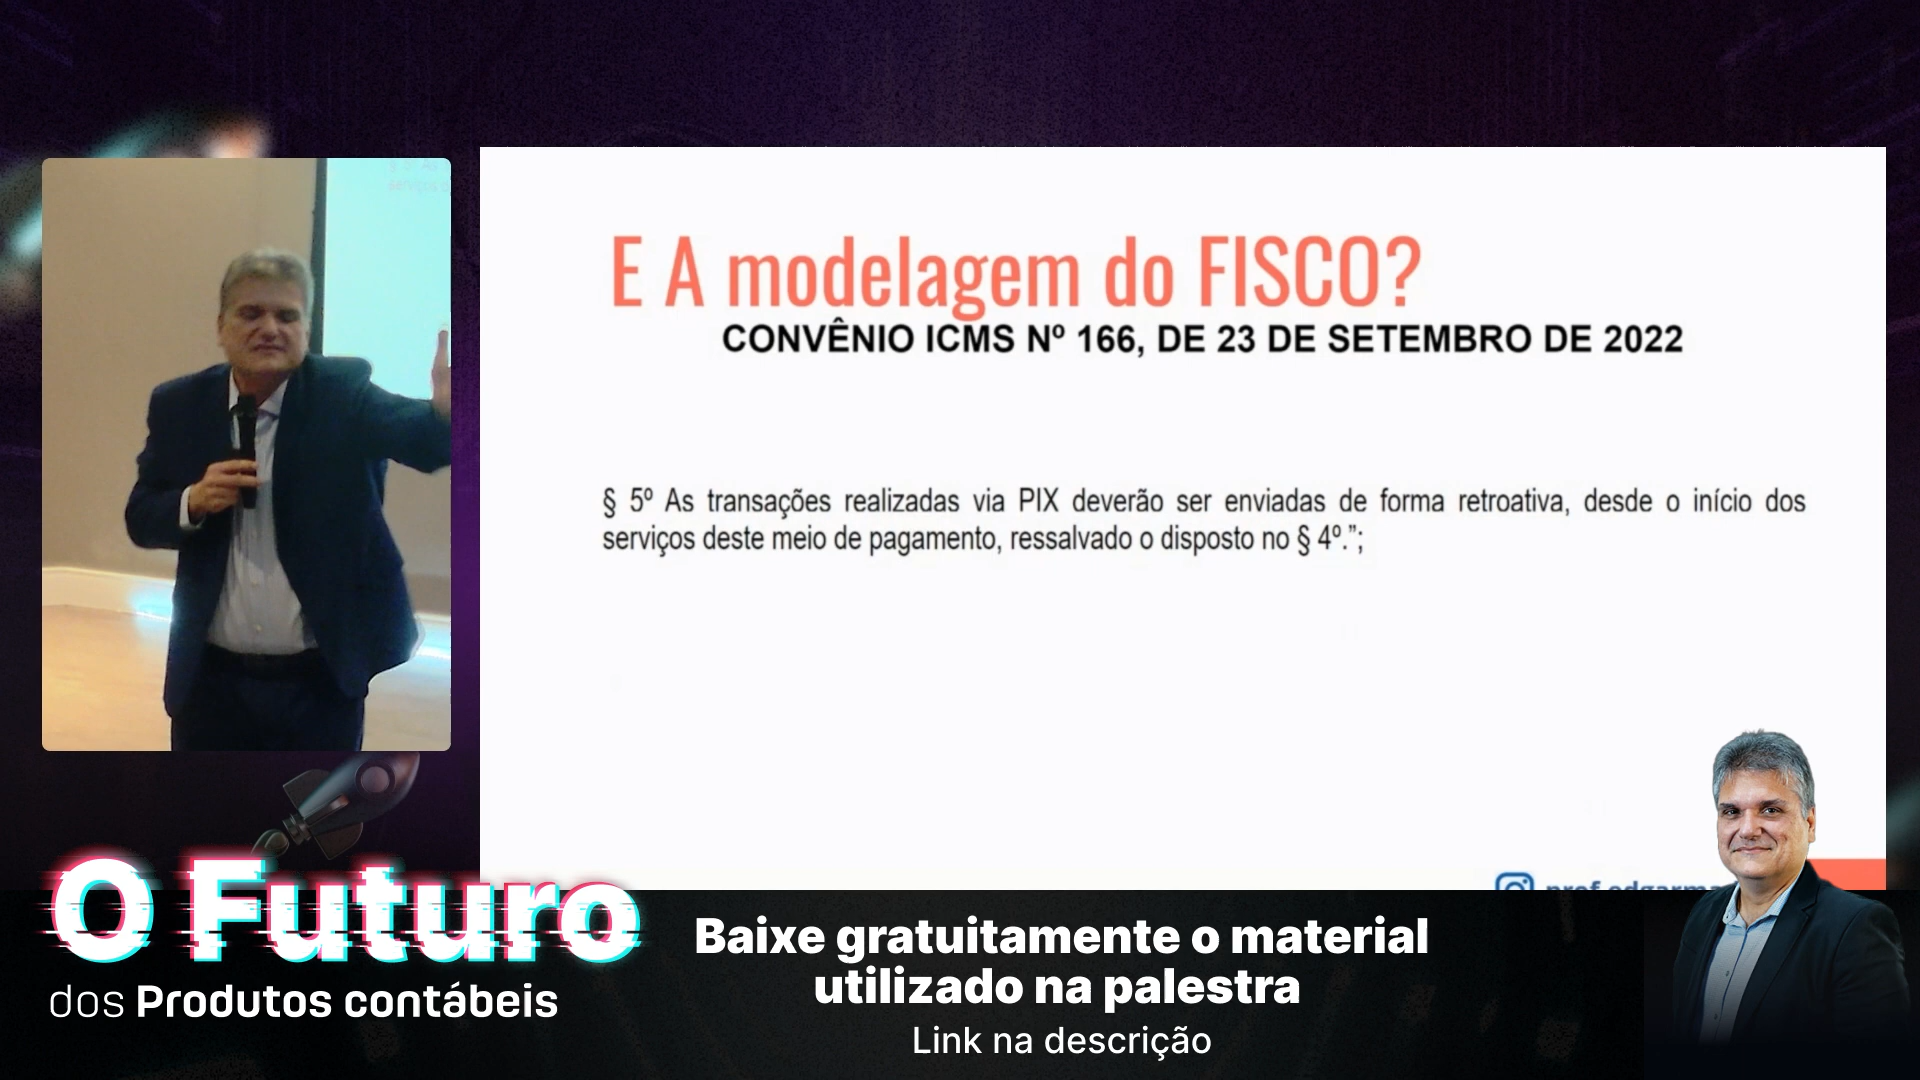 E A modelagem do FISCO?
CONVÊNIO ICMS Nº 166, DE 23 DE SETEMBRO DE 2022
§ 5º As transações realizadas via PIX deverão ser enviadas de forma retroativa, desde o início dos
serviços deste meio de pagamento, ressalvado o disposto no § 4º.”;
O Futuro
dos Produtos contábeis
Baixe gratuitamente o material
utilizado na palestra
Link na descrição